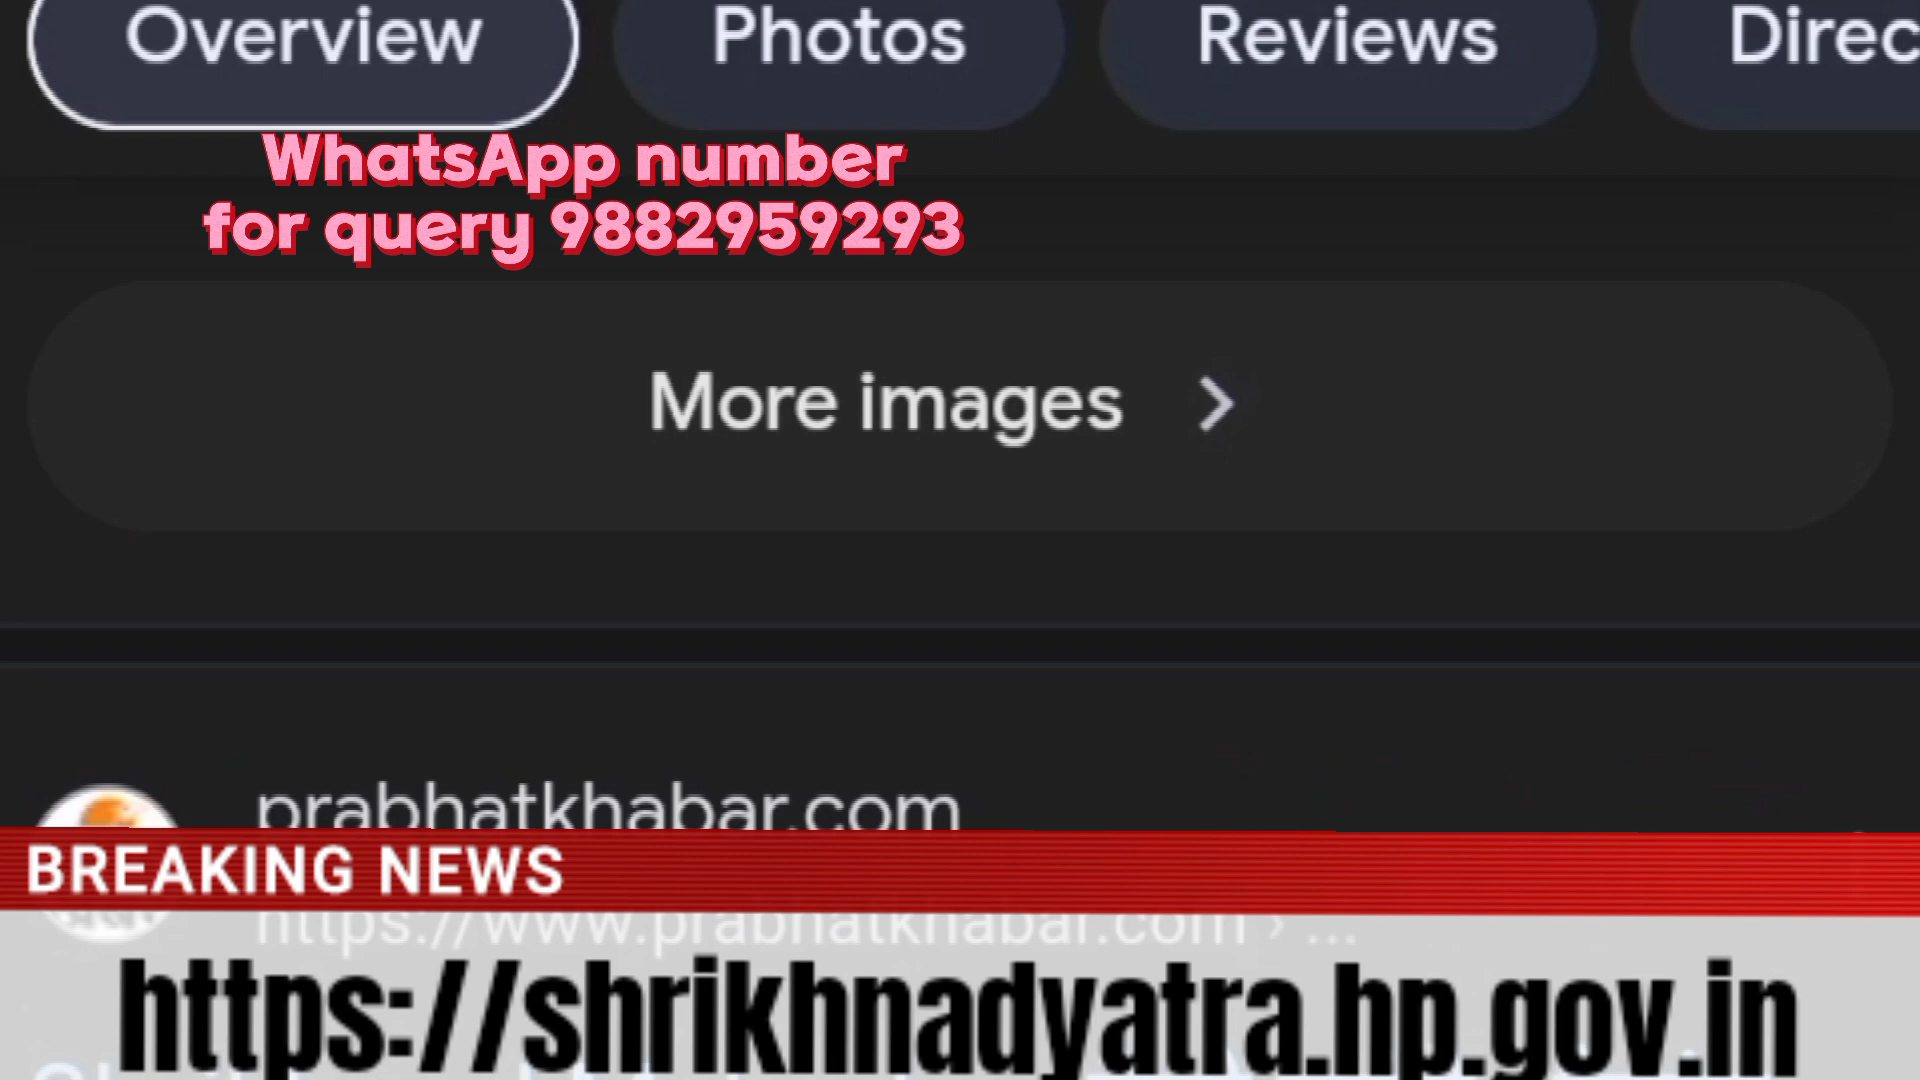 Overview Photos Reviews Direc
WhatsApp number
for query 9882959293
More images
prabhatkhabar.com
BREAKING NEWS
https://www.prabhatkhabar.com › ...
https://shrikhnadyatra.hp.gov.in